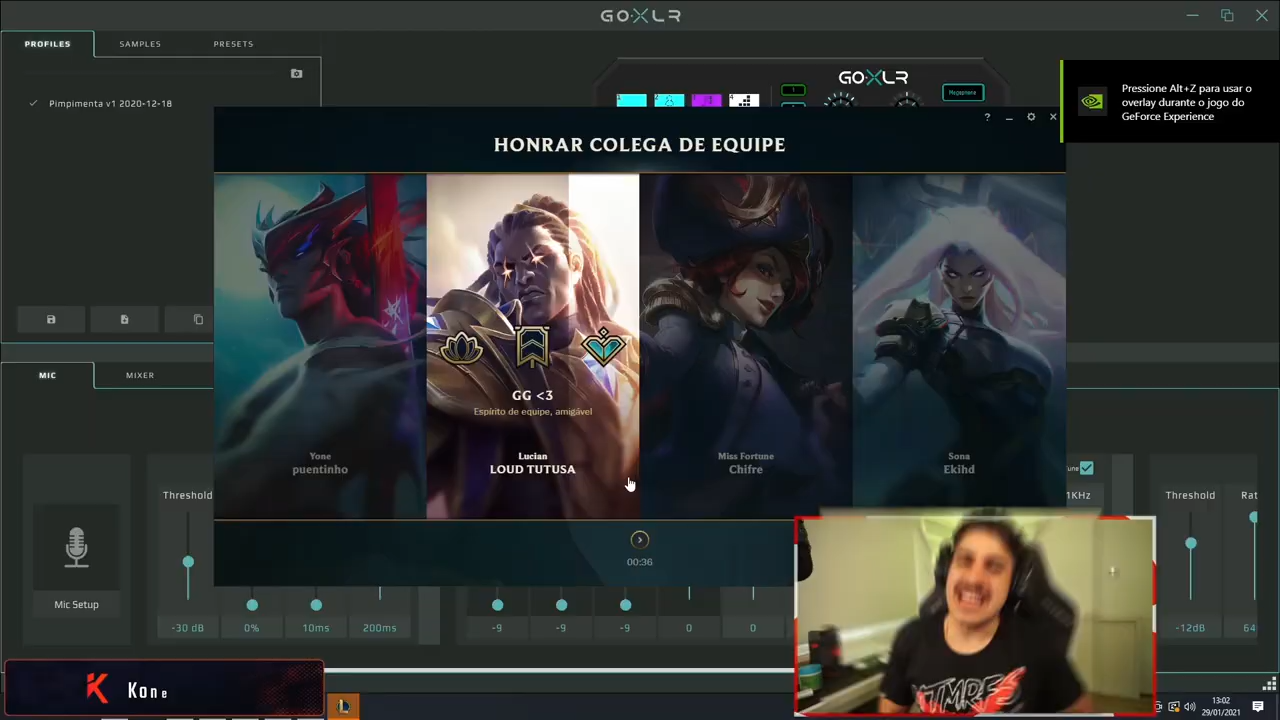 GOXLR
PROFILES
SAMPLES
PRESETS
Pimpimenta v1 2020-12-18
GOXLR
Megaphone
Pressione Alt+Z para usar o
overlay durante o jogo do
GeForce Experience
HONRAR COLEGA DE EQUIPE
GG <3
Espírito de equipe, amigável
Yone
puentinho
Lucian
LOUD TUTUSA
Miss Fortune
Chifre
Sona
Ekihd
00:36
MIC
MIXER
Mic Setup
Threshold
-30 dB
0%
10ms
200ms
-9
-9
-9
0
0
1KHz
Threshold
-12dB
64
Kone
13:02
29/01/2021